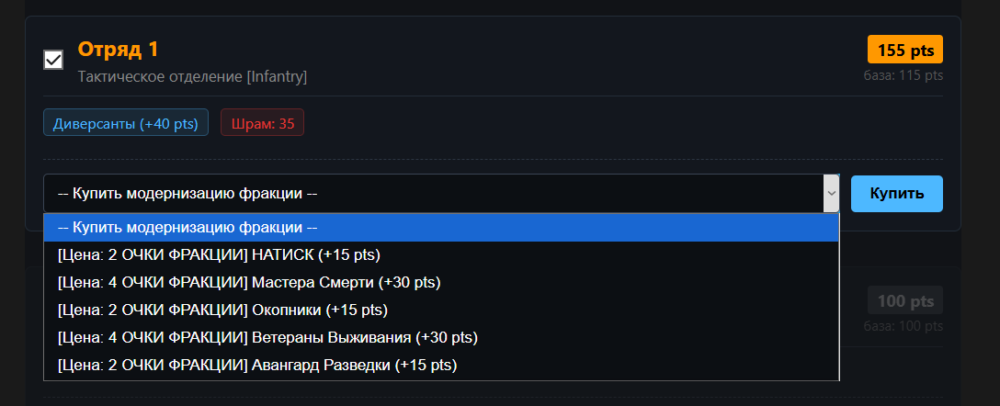 Отряд 1
155 pts
Тактическое отделение [Infantry]
база: 115 pts
Диверсанты (+40 pts)
Шрам: 35
-- Купить модернизацию фракции --
Купить
-- Купить модернизацию фракции --
[Цена: 2 ОЧКИ ФРАКЦИИ] НАТИСК (+15 pts)
[Цена: 4 ОЧКИ ФРАКЦИИ] Мастера Смерти (+30 pts)
[Цена: 2 ОЧКИ ФРАКЦИИ] Окопники (+15 pts)
[Цена: 4 ОЧКИ ФРАКЦИИ] Ветераны Выживания (+30 pts)
[Цена: 2 ОЧКИ ФРАКЦИИ] Авангард Разведки (+15 pts)
100 pts
база: 100 pts